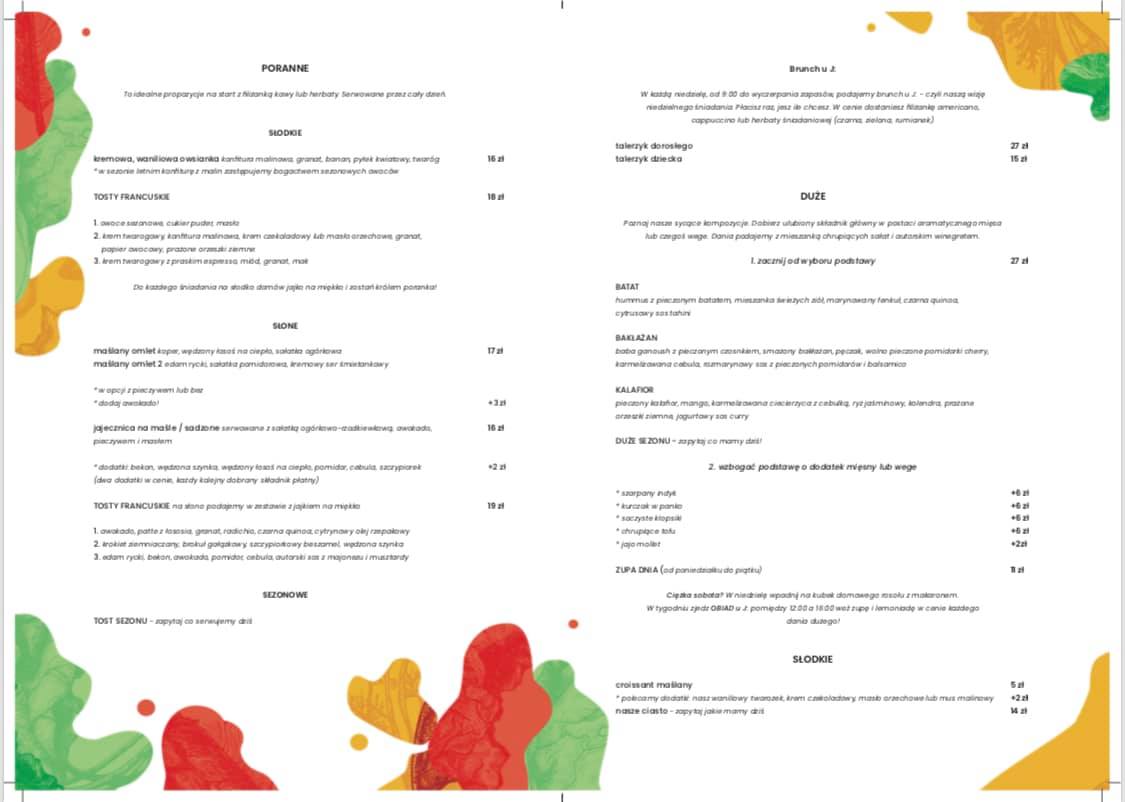 PORANNE
To idealne propozycje na start z filiżanką kawy lub herbaty. Serwowane przez cały dzień.
SŁODKIE
kremowa, waniliowa owsianka konfitura malinowa, granat, banan, pyłek kwiatowy, twaróg 16 zł
* w sezonie letnim konfiturę z malin zastępujemy bogactwem sezonowych owoców
TOSTY FRANCUSKIE 18 zł
1. owoce sezonowe, cukier puder, masło
2. krem twarogowy, konfitura malinowa, krem czekoladowy lub masło orzechowe, granat,
papier owocowy, prażone orzeszki ziemne
3. krem twarogowy z praskim espresso, miód, granat, mak
Do każdego śniadania na słodko damów jajko na miękko i zostań królem poranka!
SŁONE
maślany omlet koper, wędzony łosoś na ciepło, sałatka ogórkowa 17 zł
maślany omlet 2 edam rycki, sałatka pomidorowa, kremowy ser śmietankowy
* w opcji z pieczywem lub bez
* dodaj awokado! +3 zł
jajecznica na maśle / sadzone serwowane z sałatką ogórkowo-rzodkiewkową, awokado, 16 zł
pieczywem i masłem
* dodatki: bekon, wędzona szynka, wędzony łosoś na ciepło, pomidor, cebula, szczypiorek +2 zł
(dwa dodatki w cenie, każdy kolejny dobrany składnik płatny)
TOSTY FRANCUSKIE na słono podajemy w zestawie z jajkiem na miękko 19 zł
1. awokado, patte z łososia, granat, radichio, czarna quinoa, cytrynowy olej rzepakowy
2. krokiet ziemniaczany, brokuł gałązkowy, szczypiorkowy beszamel, wędzona szynka
3. edam rycki, bekon, awokado, pomidor, cebula, autorski sos z majonezu i musztardy
SEZONOWE
TOST SEZONU - zapytaj co serwujemy dziś
Brunch u J:
W każdą niedzielę, od 9:00 do wyczerpania zapasów, podajemy brunch u J. - czyli naszą wizję
niedzielnego śniadania. Płacisz raz, jesz ile chcesz. W cenie dostaniesz filiżankę americano,
cappuccino lub herbaty śniadaniowej (czarna, zielona, rumianek)
talerzyk dorosłego 27 zł
talerzyk dziecka 15 zł
DUŻE
Poznaj nasze sycące kompozycje. Dobierz ulubiony składnik główny w postaci aromatycznego mięsa
lub czegoś wege. Dania podajemy z mieszanką chrupiących sałat i autorskim winegretem.
1. zacznij od wyboru podstawy 27 zł
BATAT
hummus z pieczonym batatem, mieszanka świeżych ziół, marynowany fenkuł, czarna quinoa,
cytrusowy sos tahini
BAKŁAŻAN
baba ganoush z pieczonym czosnkiem, smażony bakłażan, pęczak, wolno pieczone pomidorki cherry,
karmelizowana cebula, rozmarynowy sos z pieczonych pomidorów i balsamico
KALAFIOR
pieczony kalafior, mango, karmelizowana ciecierzyca z cebulką, ryż jaśminowy, kolendra, prażone
orzeszki ziemne, jogurtowy sos curry
DUŻE SEZONU - zapytaj co mamy dziś!
2. wzbogać podstawę o dodatek mięsny lub wege
* szarpany indyk +6 zł
* kurczak w panko +6 zł
* soczyste klopsiki +6 zł
* chrupiące tofu +6 zł
* jajo mollet +2zł
ZUPA DNIA (od poniedziałku do piątku) 11 zł
Ciężka sobota? W niedzielę wpadnij na kubek domowego rosołu z makaronem.
W tygodniu zjedz OBIAD u J. pomiędzy 12:00 a 16:00 weź zupę i lemoniadę w cenie każdego
dania dużego!
SŁODKIE
croissant maślany 5 zł
* polecamy dodatki: nasz waniliowy twarożek, krem czekoladowy, masło orzechowe lub mus malinowy +2 zł
nasze ciasto - zapytaj jakie mamy dziś 14 zł